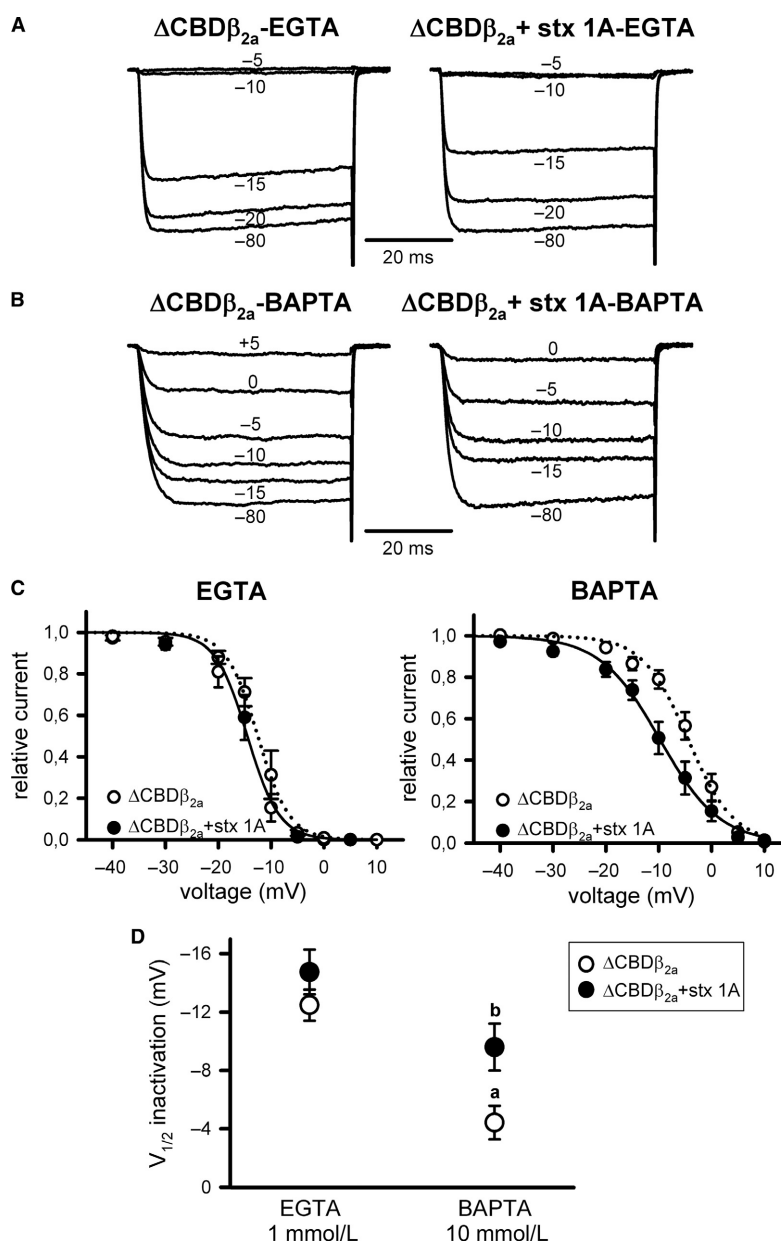 A
ΔCBDβ2a-EGTA
ΔCBDβ2a+ stx 1A-EGTA
–5
–10
–15
–20
–80
–5
–10
–15
–20
–80
20 ms
B
ΔCBDβ2a-BAPTA
ΔCBDβ2a+ stx 1A-BAPTA
+5
0
–5
–10
–15
–80
0
–5
–10
–15
–80
20 ms
C
EGTA
relative current
1,0
0,8
0,6
0,4
0,2
0,0
ΔCBDβ2a
ΔCBDβ2a+stx 1A
–40 –30 –20 –10 0 10
voltage (mV)
BAPTA
relative current
1,0
0,8
0,6
0,4
0,2
0,0
ΔCBDβ2a
ΔCBDβ2a+stx 1A
–40 –30 –20 –10 0 10
voltage (mV)
D
V1/2 inactivation (mV)
–16
–12
–8
–4
0
b
a
EGTA
1 mmol/L
BAPTA
10 mmol/L
ΔCBDβ2a
ΔCBDβ2a+stx 1A